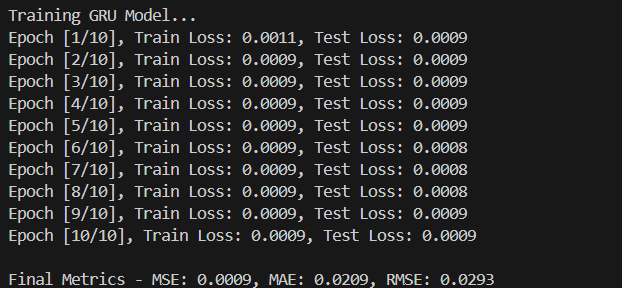 Training GRU Model...
Epoch [1/10], Train Loss: 0.0011, Test Loss: 0.0009
Epoch [2/10], Train Loss: 0.0009, Test Loss: 0.0009
Epoch [3/10], Train Loss: 0.0009, Test Loss: 0.0009
Epoch [4/10], Train Loss: 0.0009, Test Loss: 0.0009
Epoch [5/10], Train Loss: 0.0009, Test Loss: 0.0009
Epoch [6/10], Train Loss: 0.0009, Test Loss: 0.0008
Epoch [7/10], Train Loss: 0.0009, Test Loss: 0.0008
Epoch [8/10], Train Loss: 0.0009, Test Loss: 0.0008
Epoch [9/10], Train Loss: 0.0009, Test Loss: 0.0009
Epoch [10/10], Train Loss: 0.0009, Test Loss: 0.0009
Final Metrics - MSE: 0.0009, MAE: 0.0209, RMSE: 0.0293